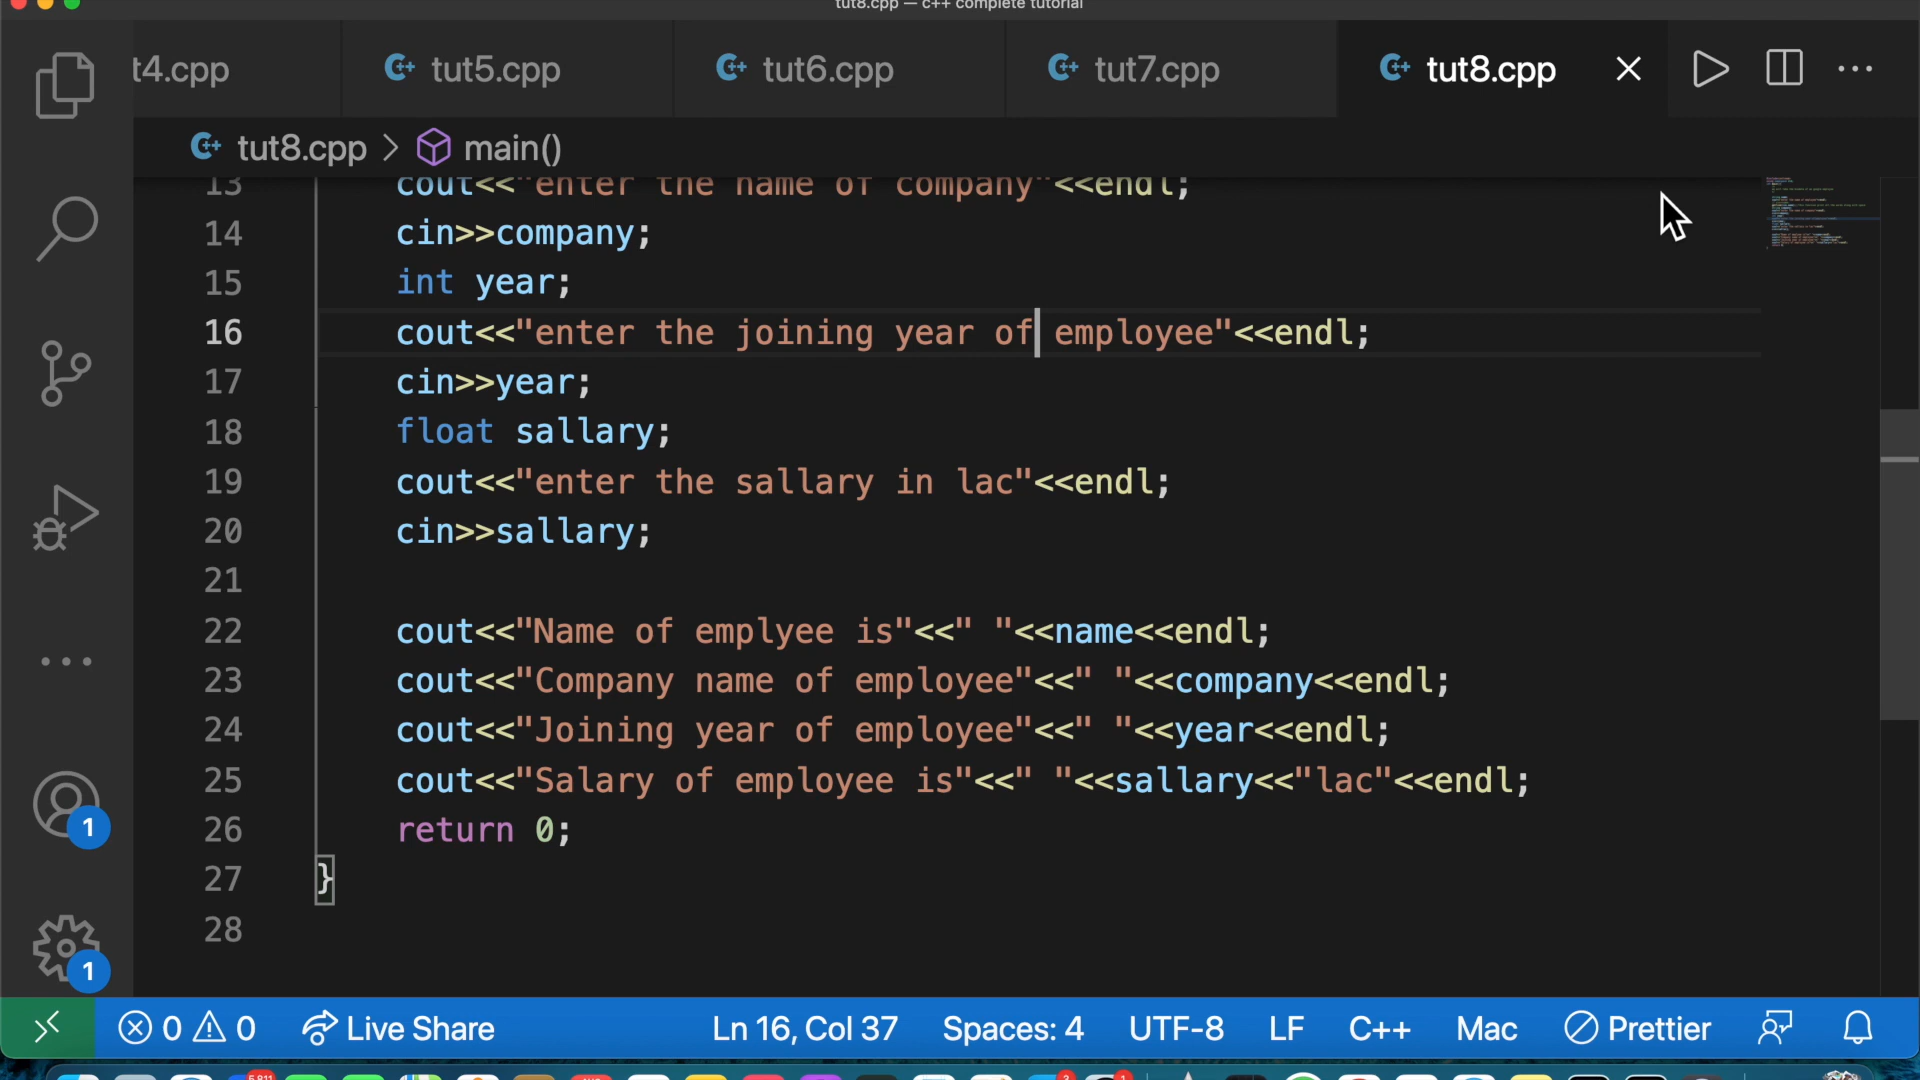 tut8.cpp — c++ complete tutorial
t4.cpp
tut5.cpp
tut6.cpp
tut7.cpp
tut8.cpp
tut8.cpp > main()
13 cout<<"enter the name of company"<<endl;
14 cin>>company;
15 int year;
16 cout<<"enter the joining year of employee"<<endl;
17 cin>>year;
18 float sallary;
19 cout<<"enter the sallary in lac"<<endl;
20 cin>>sallary;
21
22 cout<<"Name of emplyee is"<<" "<<name<<endl;
23 cout<<"Company name of employee"<<" "<<company<<endl;
24 cout<<"Joining year of employee"<<" "<<year<<endl;
25 cout<<"Salary of employee is"<<" "<<sallary<<"lac"<<endl;
26 return 0;
27 }
28
1
1
0 0 Live Share Ln 16, Col 37 Spaces: 4 UTF-8 LF C++ Mac Prettier